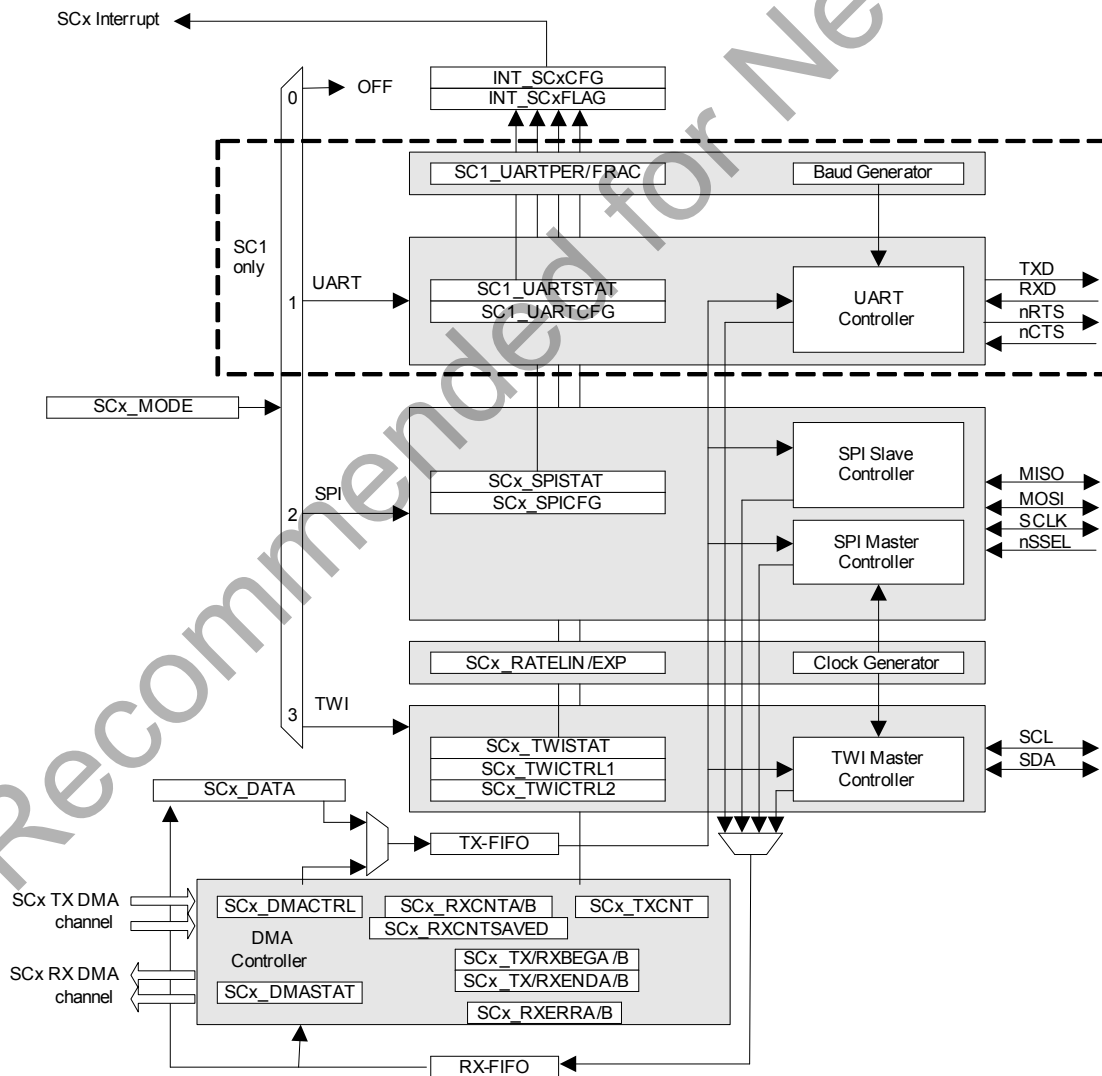 SCx Interrupt
INT_SCxCFG
INT_SCxFLAG
0
OFF
SC1_UARTPER/FRAC
Baud Generator
SC1
only
UART
1
SC1_UARTSTAT
SC1_UARTCFG
UART
Controller
TXD
RXD
nRTS
nCTS
SCx_MODE
SPI
2
SCx_SPISTAT
SCx_SPICFG
SPI Slave
Controller
SPI Master
Controller
MISO
MOSI
SCLK
nSSEL
SCx_RATELIN/EXP
Clock Generator
TWI
3
SCx_TWISTAT
SCx_TWICTRL1
SCx_TWICTRL2
TWI Master
Controller
SCL
SDA
SCx_DATA
TX-FIFO
SCx TX DMA
channel
SCx_DMACTRL
SCx_RXCNTA/B
SCx_TXCNT
SCx_RXCNTSAVED
DMA
Controller
SCx_TX/RXBEGA/B
SCx_TX/RXENDA/B
SCx RX DMA
channel
SCx_DMASTAT
SCx_RXERRA/B
RX-FIFO
Recommended for Ne